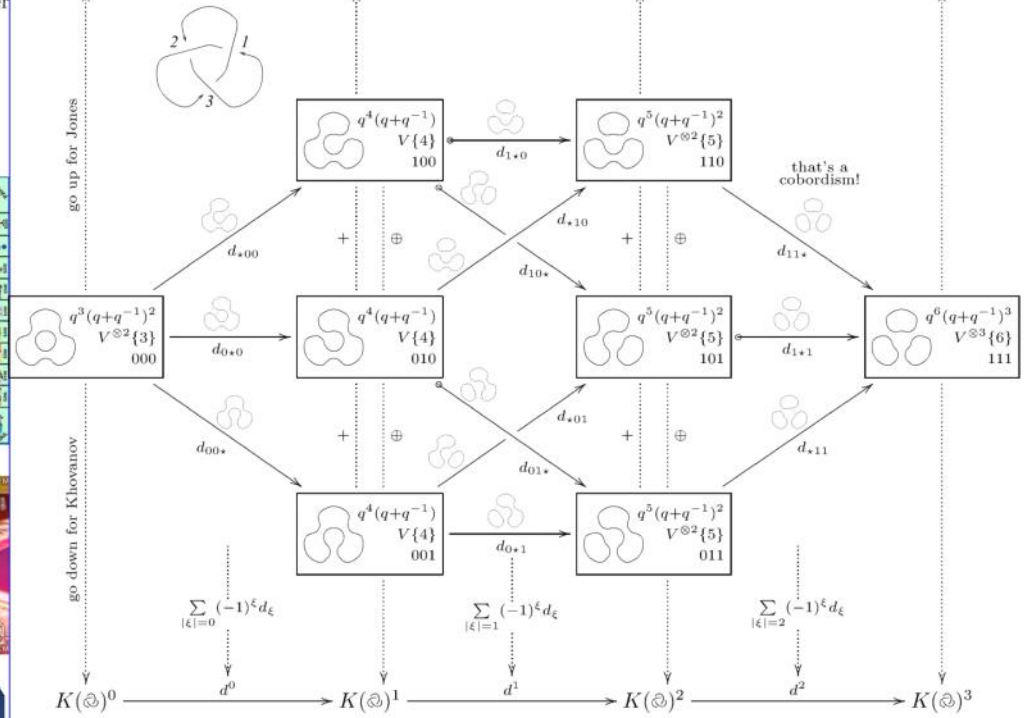 go up for Jones
2
1
3
q^4(q+q^{-1})
V{4}
100
d_{1⋆0}
q^5(q+q^{-1})^2
V^{⊗2}{5}
110
that's a
cobordism!
d_{⋆00}
+
⊕
d_{⋆10}
d_{10⋆}
+
⊕
d_{11⋆}
q^3(q+q^{-1})^2
V^{⊗2}{3}
000
d_{0⋆0}
q^4(q+q^{-1})
V{4}
010
q^5(q+q^{-1})^2
V^{⊗2}{5}
101
d_{1⋆1}
q^6(q+q^{-1})^3
V^{⊗3}{6}
111
go down for Khovanov
d_{00⋆}
+
⊕
d_{⋆01}
d_{01⋆}
+
⊕
d_{⋆11}
q^4(q+q^{-1})
V{4}
001
d_{0⋆1}
q^5(q+q^{-1})^2
V^{⊗2}{5}
011
∑_{|ξ|=0} (-1)^ξ d_ξ
∑_{|ξ|=1} (-1)^ξ d_ξ
∑_{|ξ|=2} (-1)^ξ d_ξ
K( )^0
d^0
K( )^1
d^1
K( )^2
d^2
K( )^3